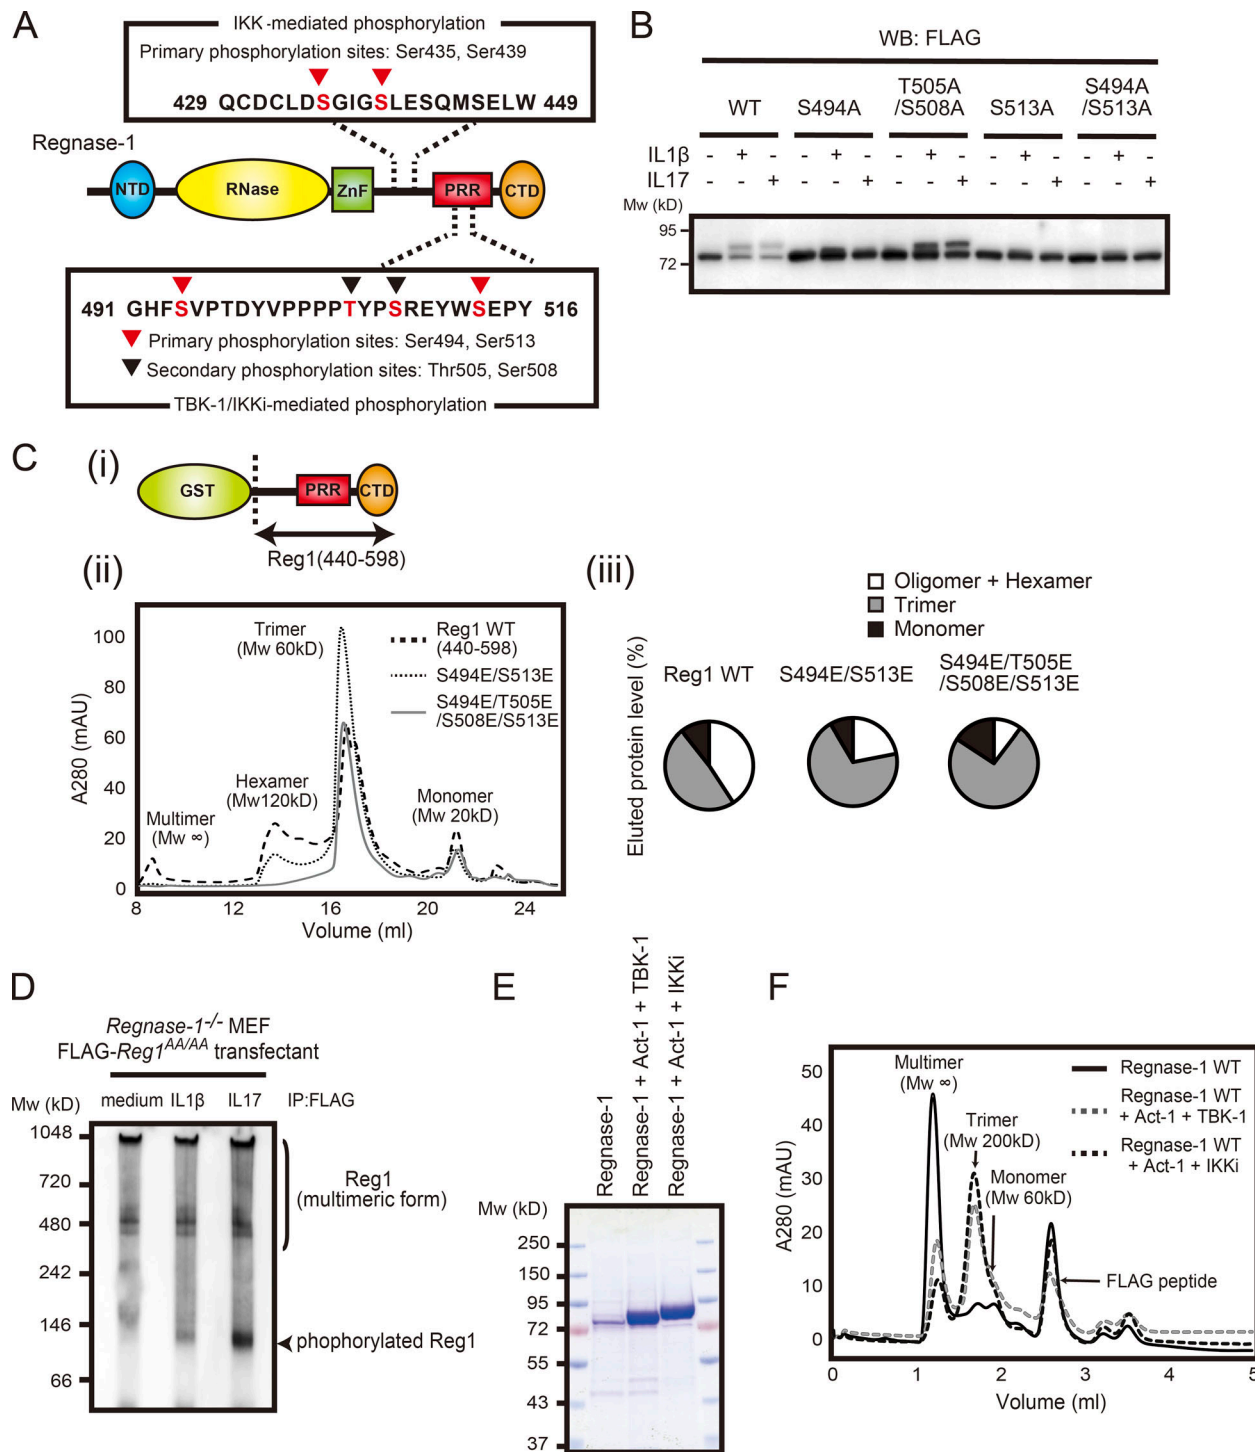 A
IKK-mediated phosphorylation
Primary phosphorylation sites: Ser435, Ser439
429 QCDCLDSGIGSLESQMSELW 449
Regnase-1
NTD RNase ZnF PRR CTD
491 GHFSVPTDYVPPPPTYPSREYWSEPY 516
Primary phosphorylation sites: Ser494, Ser513
Secondary phosphorylation sites: Thr505, Ser508
TBK-1/IKKi-mediated phosphorylation
B
WB: FLAG
WT S494A T505A/S508A S513A S494A/S513A
IL1β - + - - + - - + - - + - - + -
IL17 - - + - - + - - + - - + - - +
Mw (kD)
95
72
C
(i)
GST PRR CTD
Reg1(440-598)
(ii)
A280 (mAU)
100
80
60
40
20
0
8 12 16 20 24
Volume (ml)
Multimer
(Mw ∞)
Hexamer
(Mw120kD)
Trimer
(Mw 60kD)
Monomer
(Mw 20kD)
Reg1 WT
(440-598)
S494E/S513E
S494E/T505E
/S508E/S513E
(iii)
Oligomer + Hexamer
Trimer
Monomer
Eluted protein level (%)
Reg1 WT S494E/S513E S494E/T505E
/S508E/S513E
D
Regnase-1-/- MEF
FLAG-Reg1AA/AA transfectant
Mw (kD) medium IL1β IL17 IP:FLAG
1048
720
480
242
146
66
Reg1
(multimeric form)
phophorylated Reg1
E
Regnase-1
Regnase-1 + Act-1 + TBK-1
Regnase-1 + Act-1 + IKKi
Mw (kD)
250
150
95
72
55
43
37
F
A280 (mAU)
50
40
30
20
10
0
0 1 2 3 4 5
Volume (ml)
Multimer
(Mw ∞)
Trimer
(Mw 200kD)
Monomer
(Mw 60kD)
FLAG peptide
Regnase-1 WT
Regnase-1 WT
+ Act-1 + TBK-1
Regnase-1 WT
+ Act-1 + IKKi